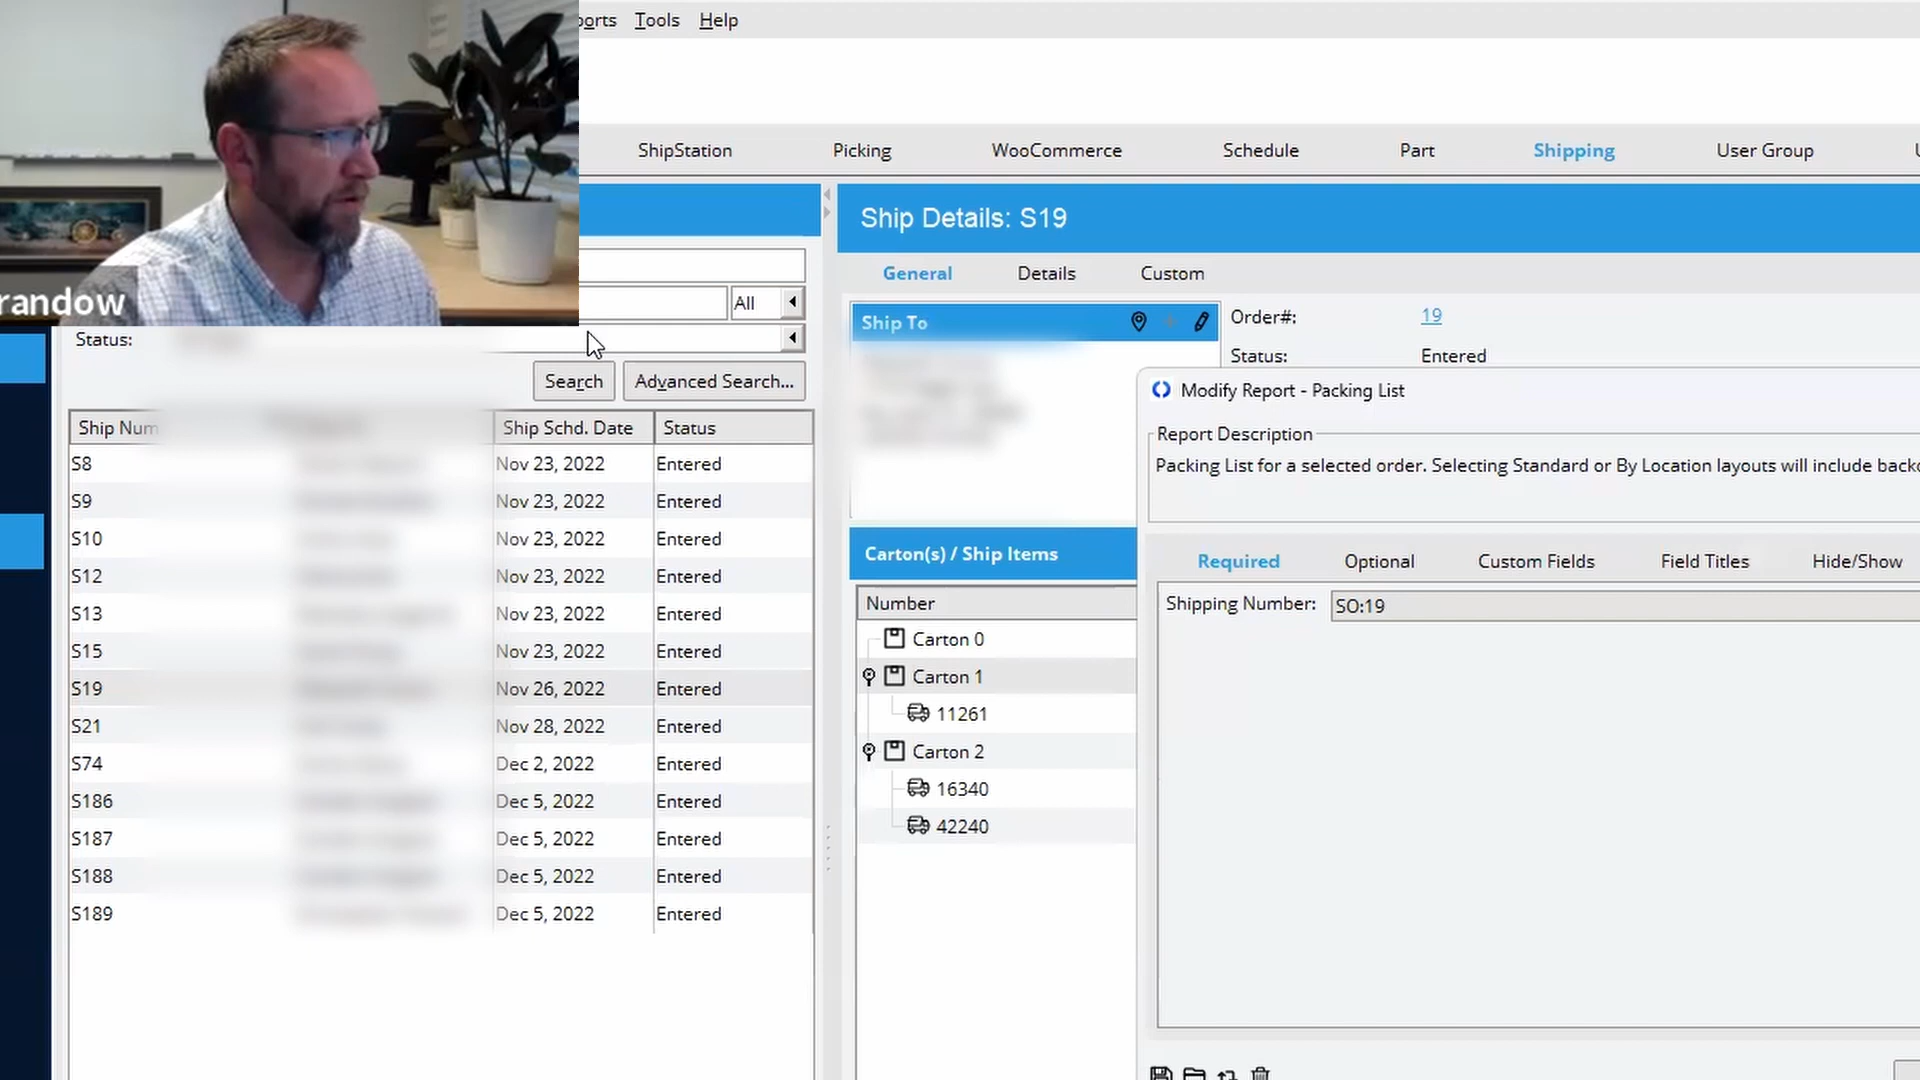 orts Tools Help
ShipStation Picking WooCommerce Schedule Part Shipping User Group
Ship Details: S19
General Details Custom
randow
All
Status:
Search Advanced Search...
Ship To
Order#: 19
Status: Entered
Ship Num Ship Schd. Date Status
S8 Nov 23, 2022 Entered
S9 Nov 23, 2022 Entered
S10 Nov 23, 2022 Entered
S12 Nov 23, 2022 Entered
S13 Nov 23, 2022 Entered
S15 Nov 23, 2022 Entered
S19 Nov 26, 2022 Entered
S21 Nov 28, 2022 Entered
S74 Dec 2, 2022 Entered
S186 Dec 5, 2022 Entered
S187 Dec 5, 2022 Entered
S188 Dec 5, 2022 Entered
S189 Dec 5, 2022 Entered
Carton(s) / Ship Items
Number
Carton 0
Carton 1
11261
Carton 2
16340
42240
Modify Report - Packing List
Report Description
Packing List for a selected order. Selecting Standard or By Location layouts will include back
Required Optional Custom Fields Field Titles Hide/Show
Shipping Number: SO:19